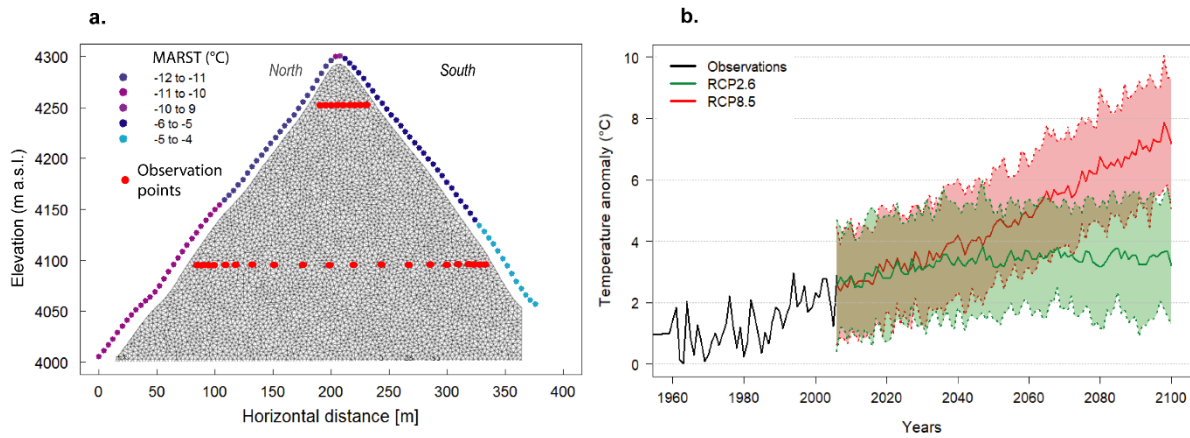 a.
MARST (°C)
-12 to -11
-11 to -10
-10 to 9
-6 to -5
-5 to -4
Observation
points
North
South
Elevation (m a.s.l.)
4300
4250
4200
4150
4100
4050
4000
0
50
100
150
200
250
300
350
400
Horizontal distance [m]
b.
Observations
RCP2.6
RCP8.5
Temperature anomaly (°C)
10
8
6
4
2
0
1960
1980
2000
2020
2040
2060
2080
2100
Years